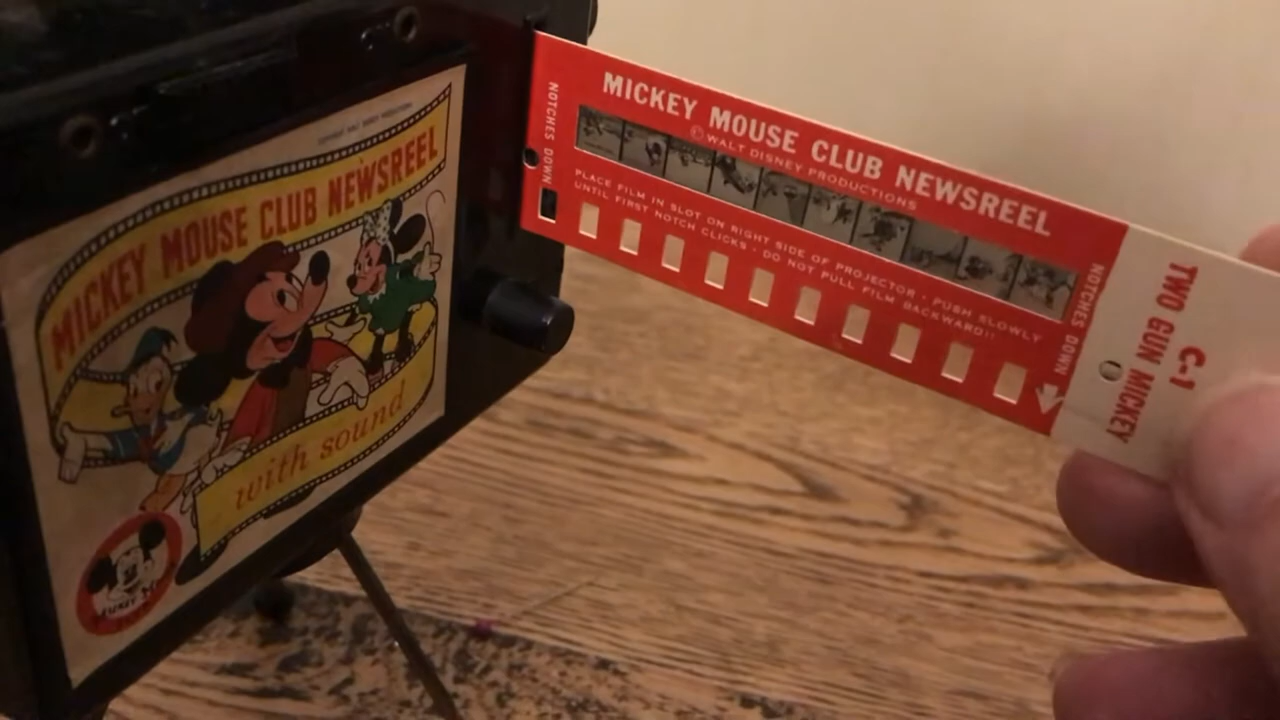 MICKEY MOUSE CLUB NEWSREEL
with sound
MICKEY MOUSE CLUB NEWSREEL
© WALT DISNEY PRODUCTIONS
NOTCHES DOWN
PLACE FILM IN SLOT ON RIGHT SIDE OF PROJECTOR · PUSH SLOWLY
UNTIL FIRST NOTCH CLICKS · DO NOT PULL FILM BACKWARD!!
NOTCHES DOWN
C-1
TWO GUN MICKEY